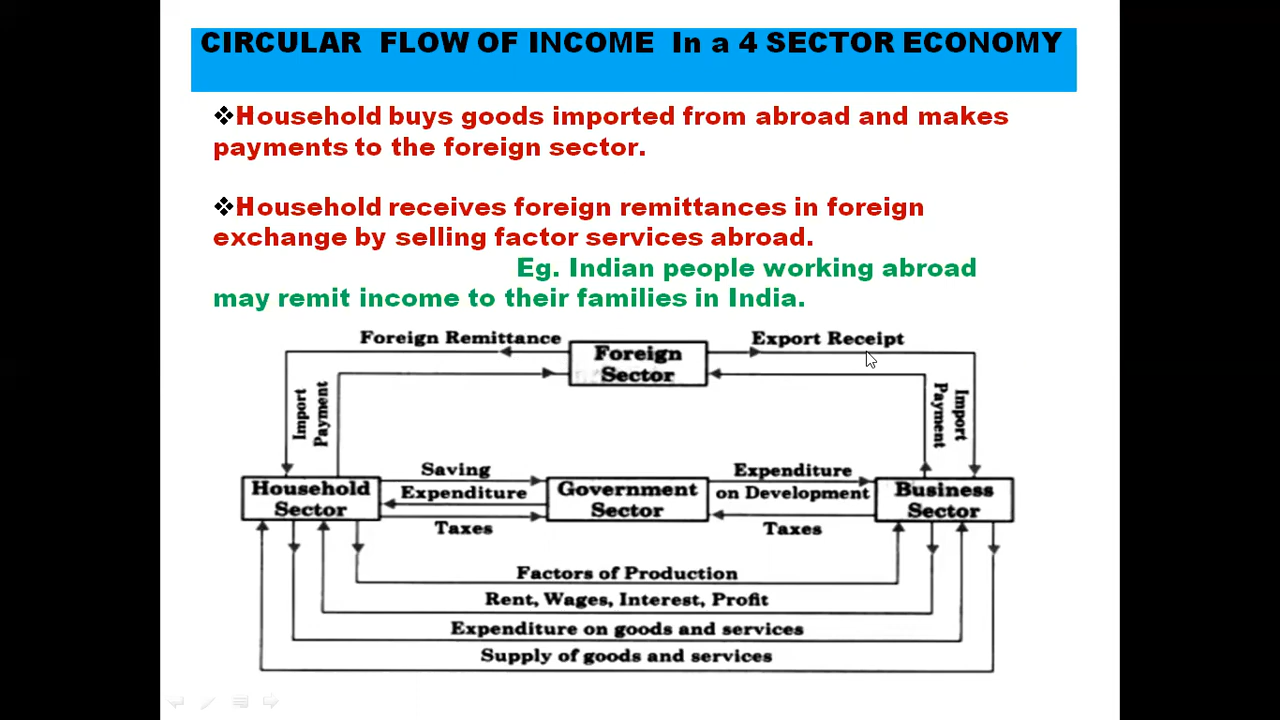 CIRCULAR FLOW OF INCOME In a 4 SECTOR ECONOMY
❖Household buys goods imported from abroad and makes
payments to the foreign sector.
❖Household receives foreign remittances in foreign
exchange by selling factor services abroad.
Eg. Indian people working abroad
may remit income to their families in India.
Foreign Remittance
Export Receipt
Foreign
Sector
Import
Payment
Payment
Import
Household
Sector
Saving
Expenditure
Taxes
Government
Sector
Expenditure
on Development
Taxes
Business
Sector
Factors of Production
Rent, Wages, Interest, Profit
Expenditure on goods and services
Supply of goods and services